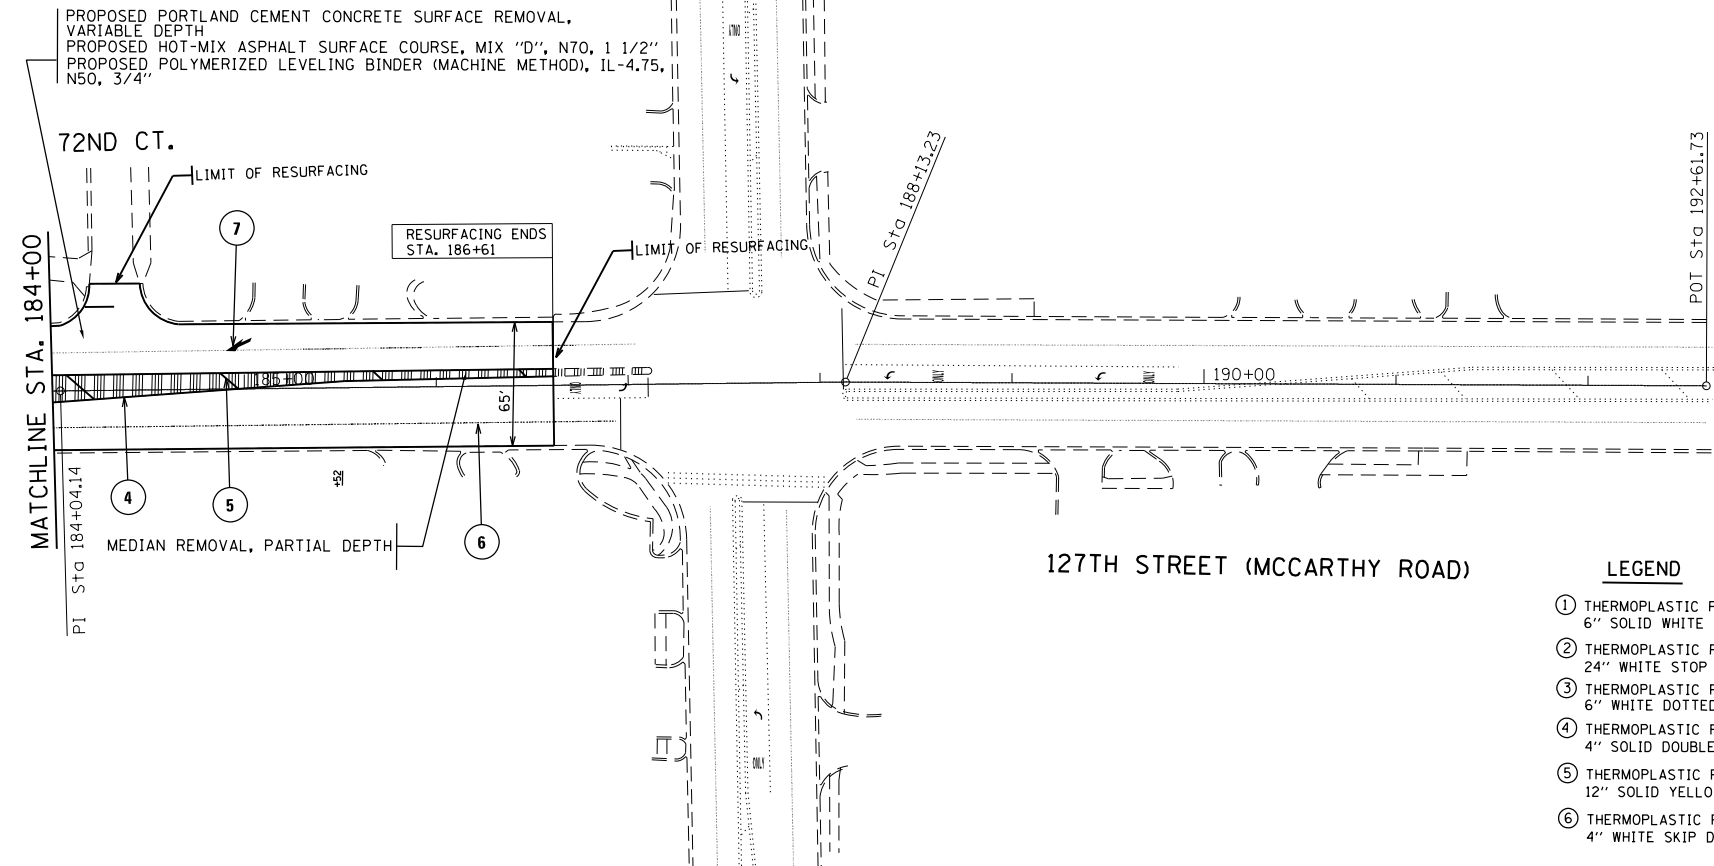 PROPOSED PORTLAND CEMENT CONCRETE SURFACE REMOVAL,
VARIABLE DEPTH
PROPOSED HOT-MIX ASPHALT SURFACE COURSE, MIX "D", N70, 1 1/2"
PROPOSED POLYMERIZED LEVELING BINDER (MACHINE METHOD), IL-4.75,
N50, 3/4"
72ND CT.
LIMIT OF RESURFACING
7
RESURFACING ENDS
STA. 186+61
LIMIT OF RESURFACING
MATCHLINE STA. 184+00
PI Sta 184+04.14
185+00
65'
ONLY
4
5
6
+52
MEDIAN REMOVAL, PARTIAL DEPTH
ONLY
PI Sta 188+13.23
ONLY
ONLY
190+00
POT Sta 192+61.73
ONLY
127TH STREET (MCCARTHY ROAD)
LEGEND
1 THERMOPLASTIC P
6" SOLID WHITE
2 THERMOPLASTIC P
24" WHITE STOP
3 THERMOPLASTIC P
6" WHITE DOTTED
4 THERMOPLASTIC P
4" SOLID DOUBLE
5 THERMOPLASTIC P
12" SOLID YELLO
6 THERMOPLASTIC P
4" WHITE SKIP D